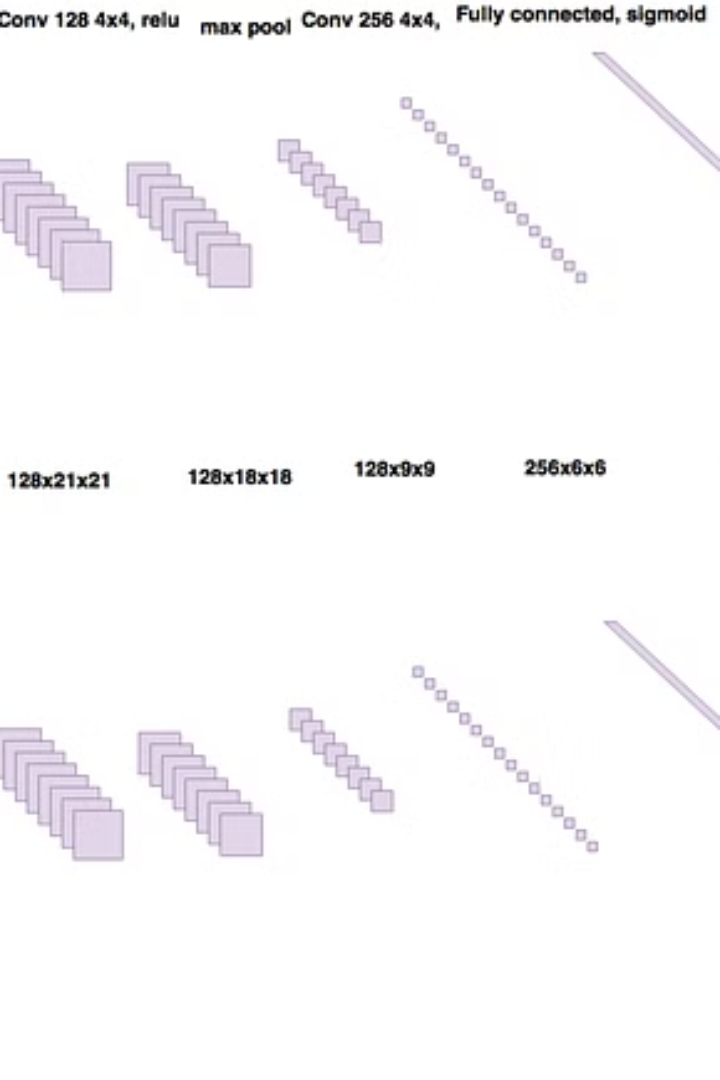 Conv 128 4x4, relu
max pool
Conv 256 4x4,
Fully connected, sigmoid
128x21x21
128x18x18
128x9x9
256x6x6